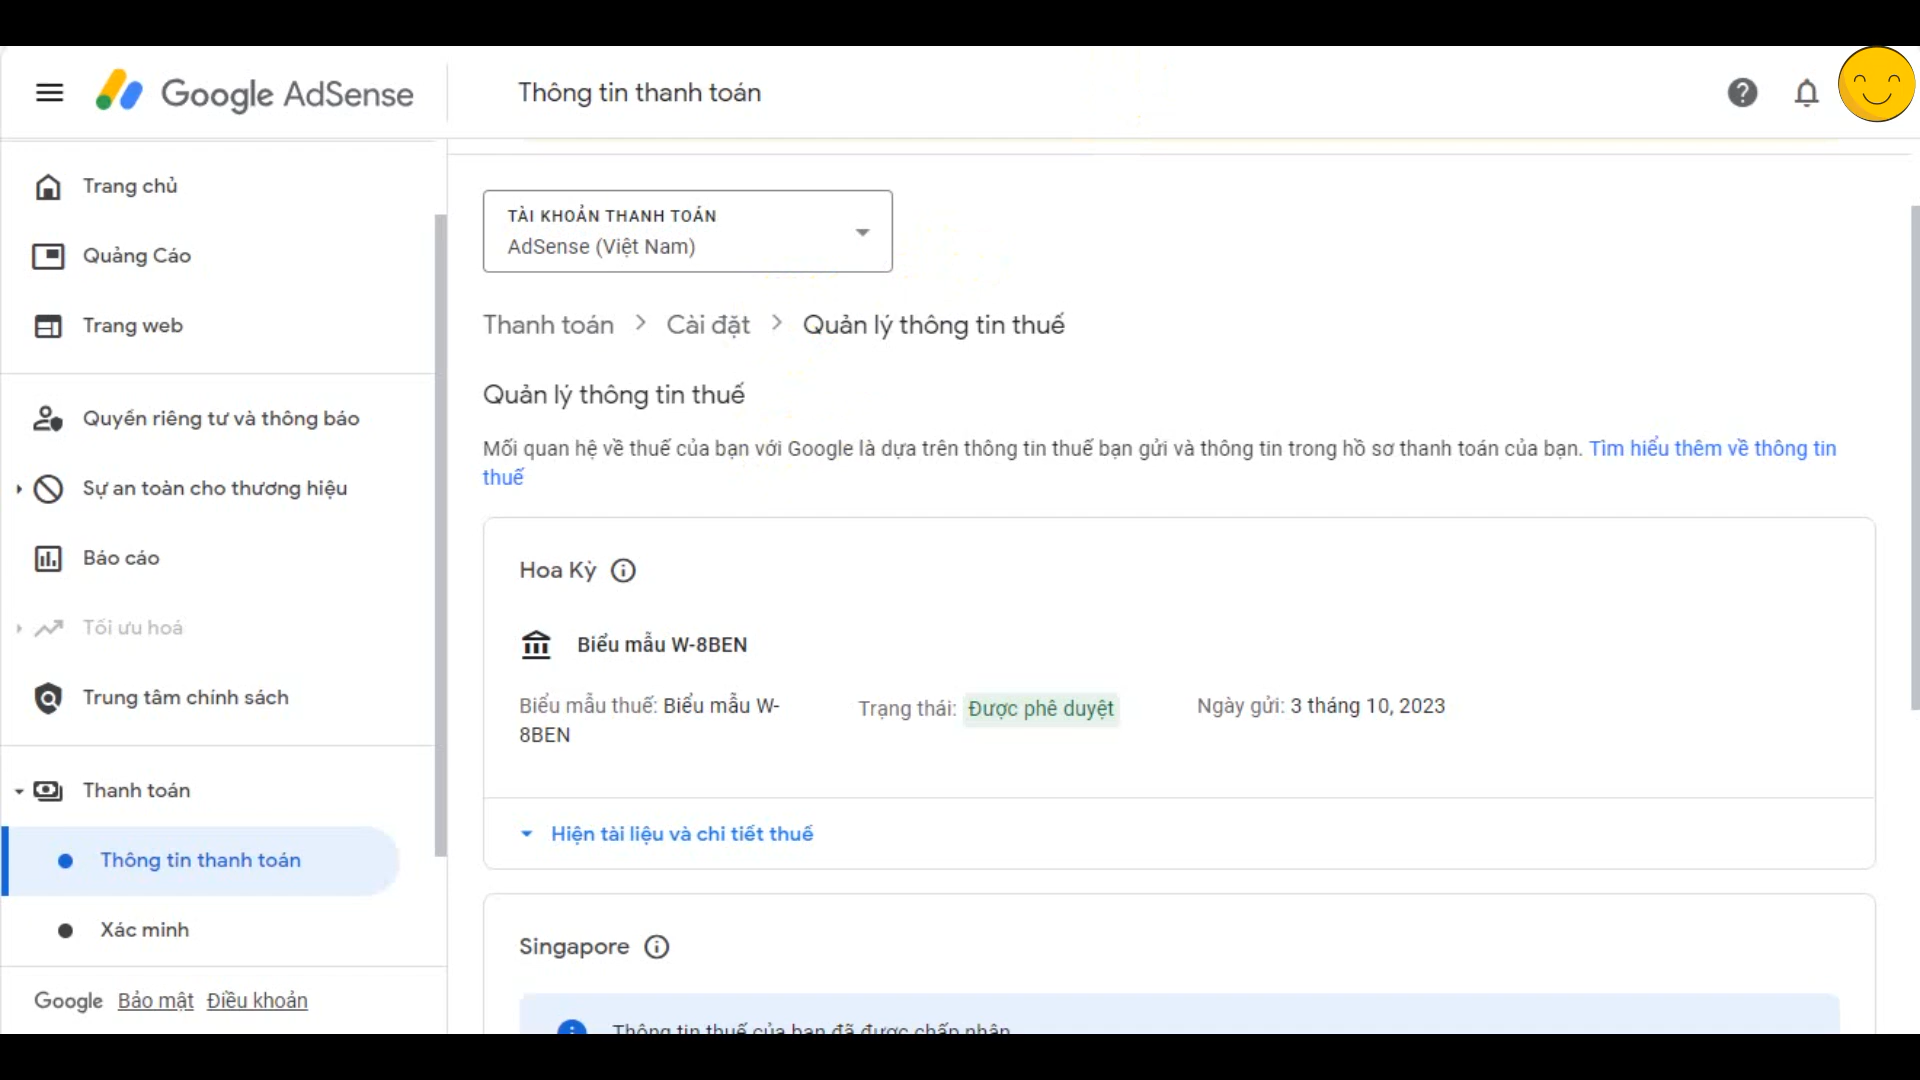 Google AdSense
Thông tin thanh toán
Trang chủ
Quảng Cáo
Trang web
Quyền riêng tư và thông báo
Sự an toàn cho thương hiệu
Báo cáo
Tối ưu hoá
Trung tâm chính sách
Thanh toán
Thông tin thanh toán
Xác minh
Google Bảo mật Điều khoản
TÀI KHOẢN THANH TOÁN
AdSense (Việt Nam)
Thanh toán > Cài đặt > Quản lý thông tin thuế
Quản lý thông tin thuế
Mối quan hệ về thuế của bạn với Google là dựa trên thông tin thuế bạn gửi và thông tin trong hồ sơ thanh toán của bạn. Tìm hiểu thêm về thông tin
thuế
Hoa Kỳ
Biểu mẫu W-8BEN
Biểu mẫu thuế: Biểu mẫu W-
8BEN
Trạng thái: Được phê duyệt
Ngày gửi: 3 tháng 10, 2023
Hiện tài liệu và chi tiết thuế
Singapore
Thông tin thuế của bạn đã được chấp nhận